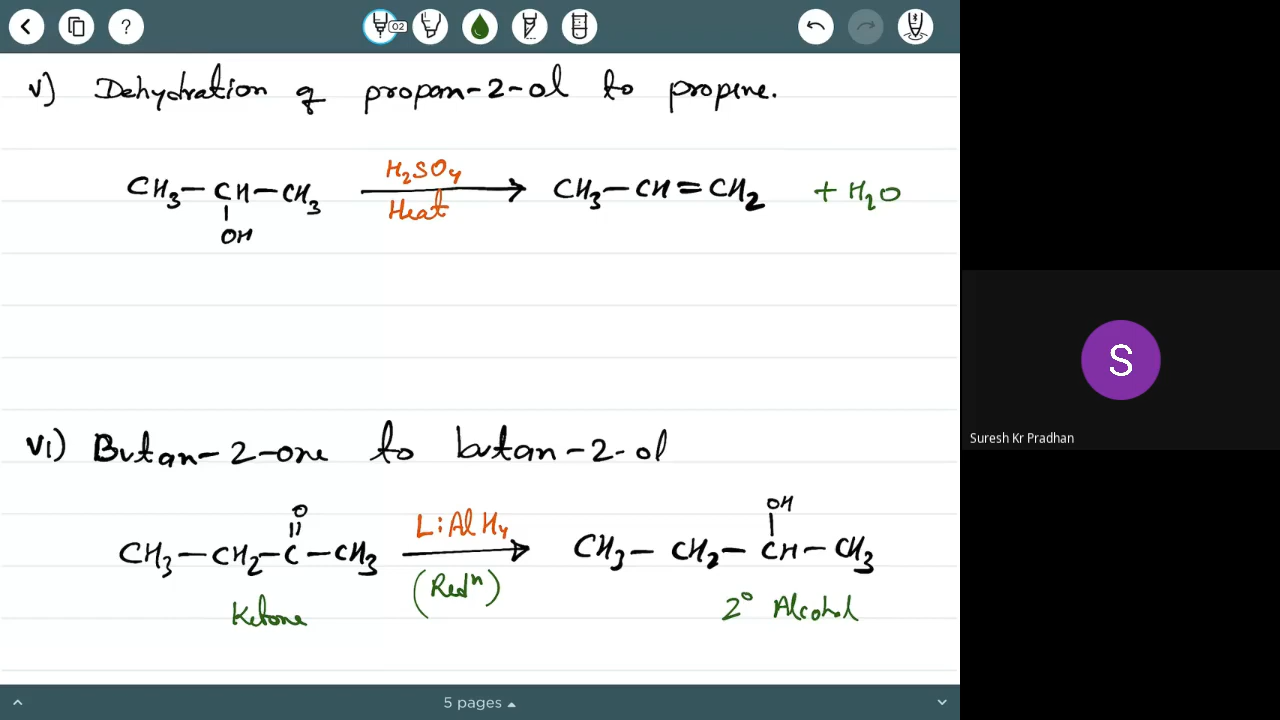 ?
02
v) Dehydration of propan-2-ol to propene.
H₂SO₄
CH₃—CH—CH₃ ⟶ CH₃—CH=CH₂ + H₂O
Heat
OH
S
Suresh Kr Pradhan
vi) Butan-2-one to butan-2-ol
O OH
LiAlH₄
CH₃—CH₂—C—CH₃ ⟶ CH₃—CH₂—CH—CH₃
(Redⁿ)
Ketone 2° Alcohol
5 pages